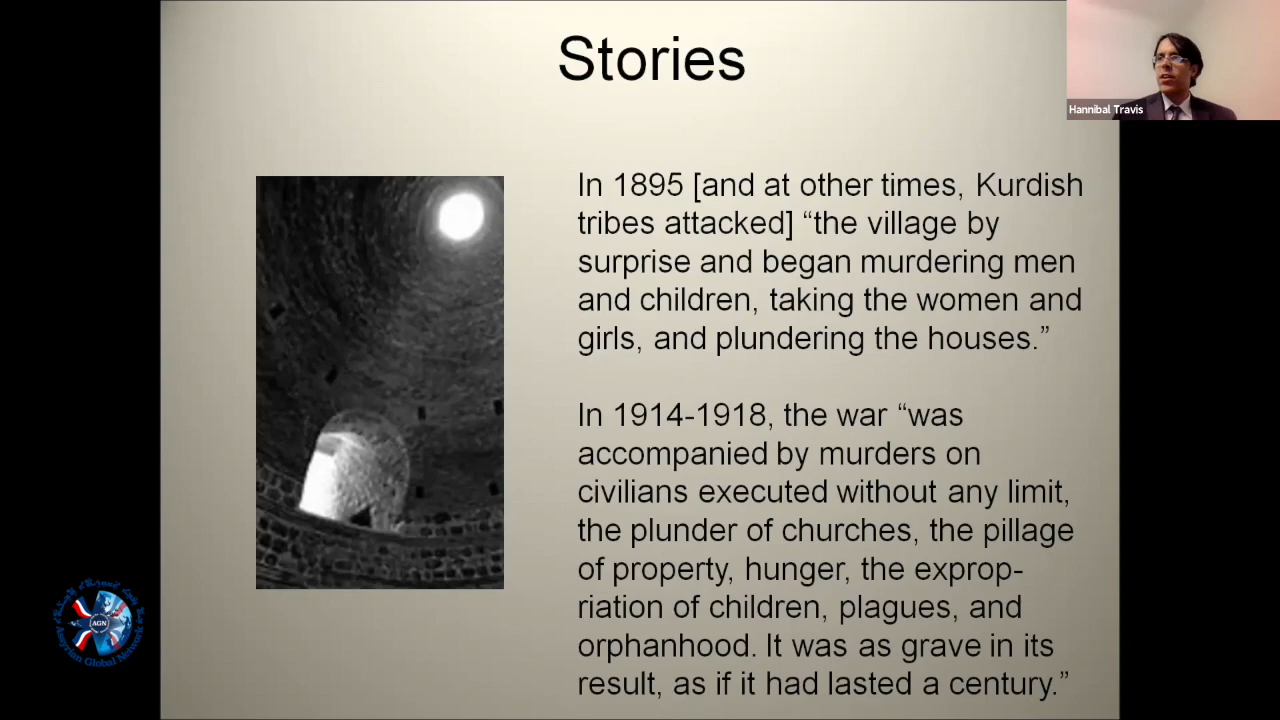 Stories
Hannibal Travis
In 1895 [and at other times, Kurdish
tribes attacked] “the village by
surprise and began murdering men
and children, taking the women and
girls, and plundering the houses.”
In 1914-1918, the war “was
accompanied by murders on
civilians executed without any limit,
the plunder of churches, the pillage
of property, hunger, the exprop-
riation of children, plagues, and
orphanhood. It was as grave in its
result, as if it had lasted a century.”
AGN
Assyrian Global Network